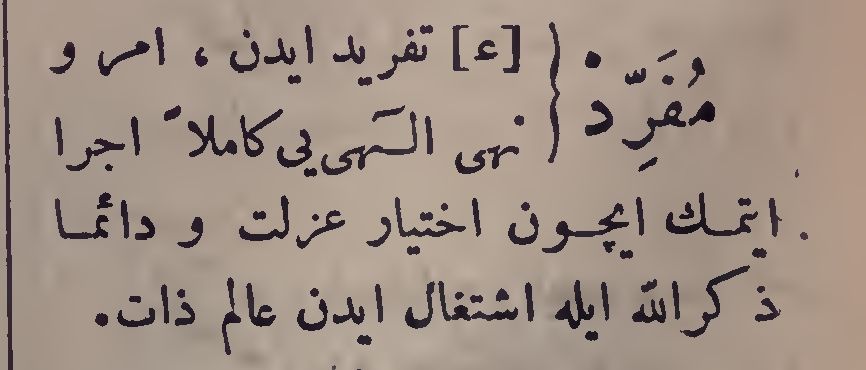 مُفَرِّدْ } [ء] تفريد ايدن ، امر و
نهى الٓهى يى كاملاً اجرا
ايتمك ايچون اختيار عزلت و دائما
ذكرالله ايله اشتغال ايدن عالم ذات.